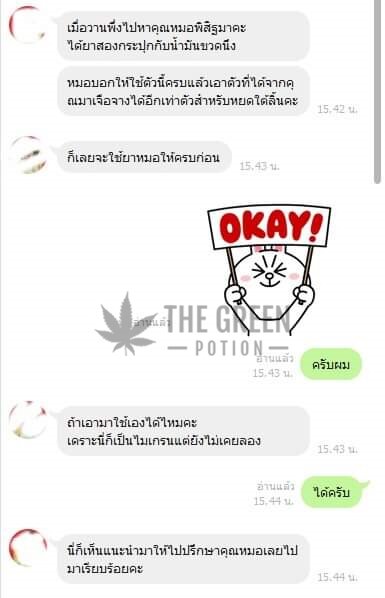 เมื่อวานพึ่งไปหาคุณหมอพิสิฐมาคะ
ได้ยาสองกระปุกกับน้ำมันขวดนึง
หมอบอกให้ใช้ตัวนี้ครบแล้วเอาตัวที่ได้จากคุ
ณมาเจือจางได้อีกเท่าตัวสำหรับหยดใต้ลิ้นคะ
15.42 น.
ก็เลยจะใช้ยาหมอให้ครบก่อน
15.43 น.
OKAY!
อ่านแล้ว
THE GREEN
POTION
อ่านแล้ว
15.43 น.
ครับผม
ถ้าเอามาใช้เองได้ไหมคะ
เคราะนี่ก็เป็นไมเกรนแต่ยังไม่เคยลอง
15.43 น.
อ่านแล้ว
15.44 น.
ได้ครับ
นี่ก็เห็นแนะนำมาให้ไปปรึกษาคุณหมอเลยไป
มาเรียบร้อยคะ
15.44 น.